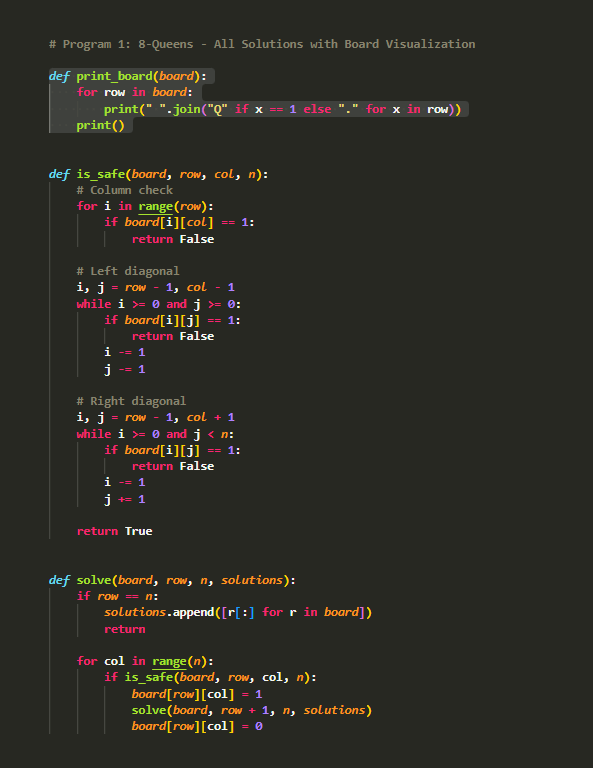 # Program 1: 8-Queens - All Solutions with Board Visualization
def print_board(board):
    for row in board:
        print(" ".join("Q" if x == 1 else "." for x in row))
    print()
def is_safe(board, row, col, n):
    # Column check
    for i in range(row):
        if board[i][col] == 1:
            return False
    # Left diagonal
    i, j = row - 1, col - 1
    while i >= 0 and j >= 0:
        if board[i][j] == 1:
            return False
        i -= 1
        j -= 1
    # Right diagonal
    i, j = row - 1, col + 1
    while i >= 0 and j < n:
        if board[i][j] == 1:
            return False
        i -= 1
        j += 1
    return True
def solve(board, row, n, solutions):
    if row == n:
        solutions.append([r[:] for r in board])
        return
    for col in range(n):
        if is_safe(board, row, col, n):
            board[row][col] = 1
            solve(board, row + 1, n, solutions)
            board[row][col] = 0